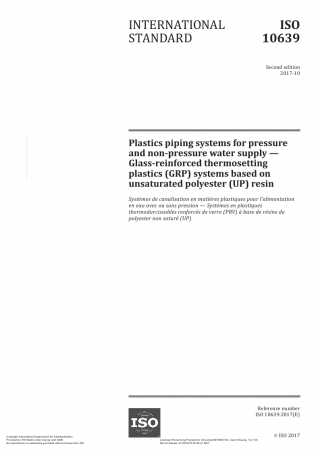 INTERNATIONAL
STANDARD
ISO
10639
Second edition
2017-10
Plastics piping systems for pressure
and non-pressure water supply —
Glass-reinforced thermosetting
plastics (GRP) systems based on
unsaturated polyester (UP) resin
Systèmes de canalisation en matières plastiques pour l'alimentation
en eau avec ou sans pression — Systèmes en plastiques
thermodurcissables renforcés de verre (PRV) à base de résine de
polyester non saturé (UP)
Reference number
ISO 10639:2017(E)
ISO
© ISO 2017